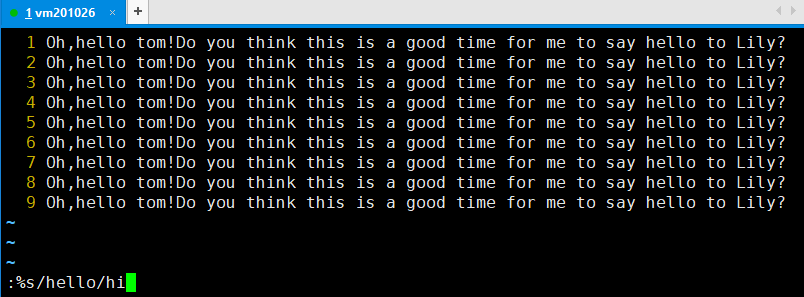 1 vm201026 × +
1 Oh,hello tom!Do you think this is a good time for me to say hello to Lily?
2 Oh,hello tom!Do you think this is a good time for me to say hello to Lily?
3 Oh,hello tom!Do you think this is a good time for me to say hello to Lily?
4 Oh,hello tom!Do you think this is a good time for me to say hello to Lily?
5 Oh,hello tom!Do you think this is a good time for me to say hello to Lily?
6 Oh,hello tom!Do you think this is a good time for me to say hello to Lily?
7 Oh,hello tom!Do you think this is a good time for me to say hello to Lily?
8 Oh,hello tom!Do you think this is a good time for me to say hello to Lily?
9 Oh,hello tom!Do you think this is a good time for me to say hello to Lily?
~
~
~
:%s/hello/hi